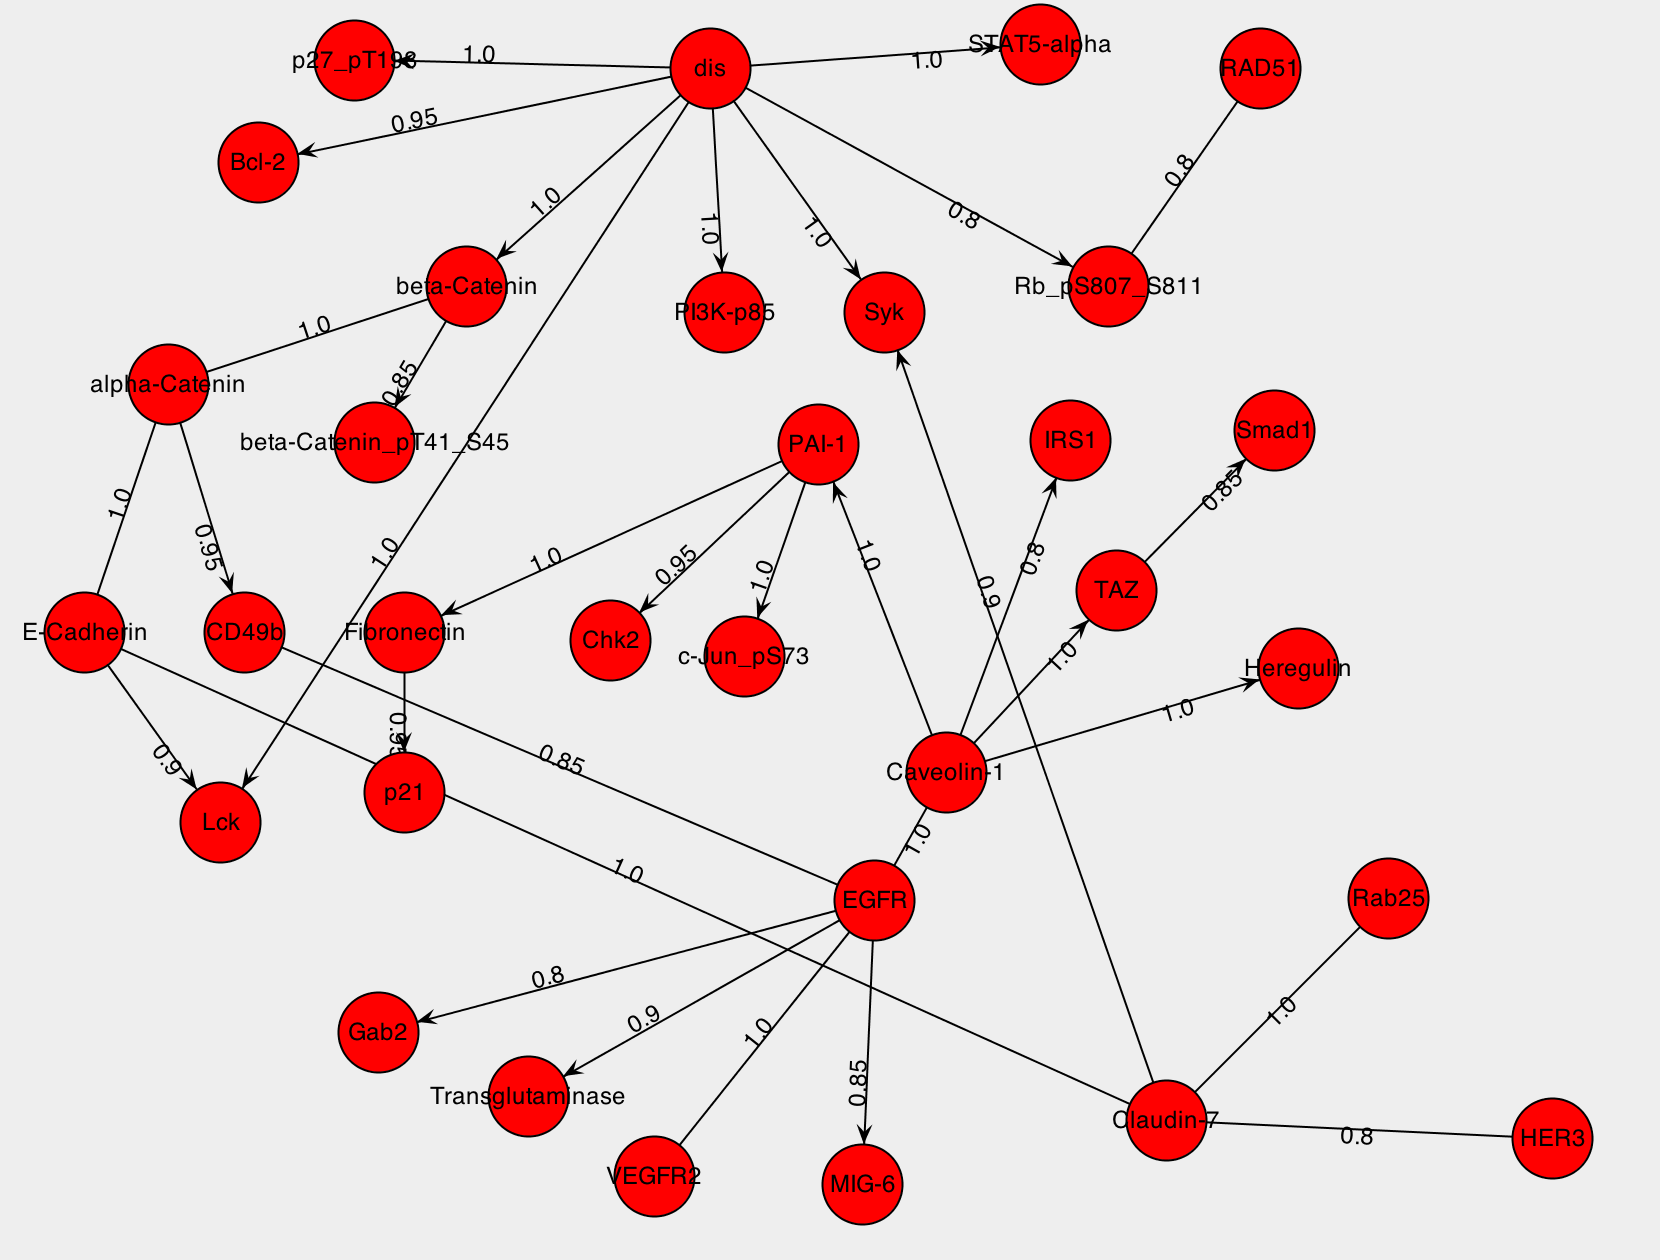 STAT5-alpha
p27_pT198
1.0
dis
1.0
RAD51
0.95
Bcl-2
0.8
1.0
0.8
1.0
1.0
beta-Catenin
Rb_pS807_S811
PI3K-p85
Syk
1.0
alpha-Catenin
0.85
beta-Catenin_pT41_S45
PAI-1
IRS1
Smad1
0.85
1.0
0.95
1.0
1.0
0.95
1.0
1.0
0.8
0.9
TAZ
E-Cadherin
CD49b
Fibronectin
Chk2
c-Jun_pS73
1.0
Heregulin
1.0
0.95
0.9
0.85
Caveolin-1
p21
Lck
1.0
1.0
EGFR
Rab25
0.8
0.9
1.0
1.0
Gab2
0.85
Transglutaminase
Claudin-7
0.8
HER3
VEGFR2
MIG-6